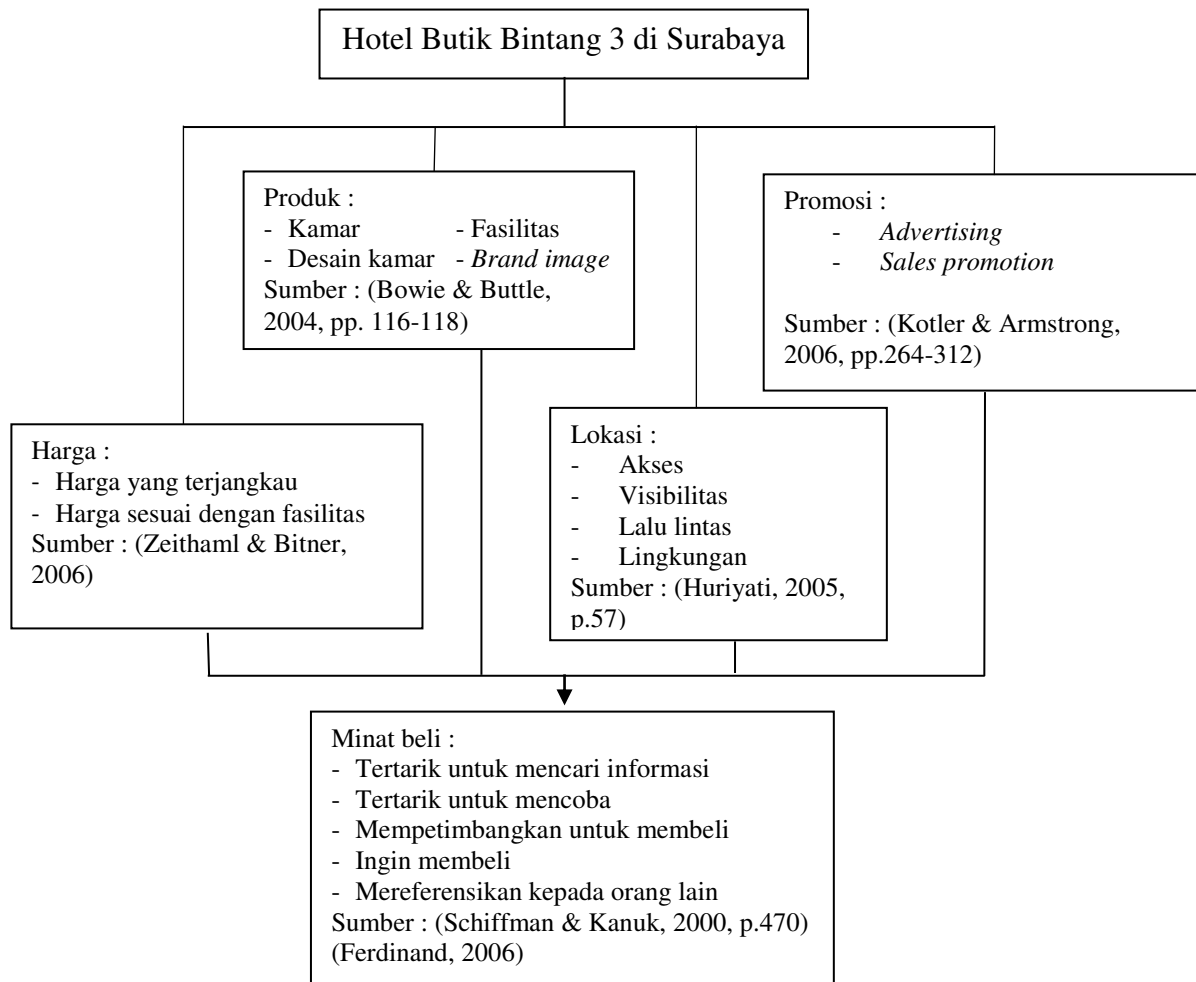 Hotel Butik Bintang 3 di Surabaya
Produk :
- Kamar - Fasilitas
- Desain kamar - Brand image
Sumber : (Bowie & Buttle,
2004, pp. 116-118)
Promosi :
- Advertising
- Sales promotion
Sumber : (Kotler & Armstrong,
2006, pp.264-312)
Harga :
- Harga yang terjangkau
- Harga sesuai dengan fasilitas
Sumber : (Zeithaml & Bitner,
2006)
Lokasi :
- Akses
- Visibilitas
- Lalu lintas
- Lingkungan
Sumber : (Huriyati, 2005,
p.57)
Minat beli :
- Tertarik untuk mencari informasi
- Tertarik untuk mencoba
- Mempetimbangkan untuk membeli
- Ingin membeli
- Mereferensikan kepada orang lain
Sumber : (Schiffman & Kanuk, 2000, p.470)
(Ferdinand, 2006)